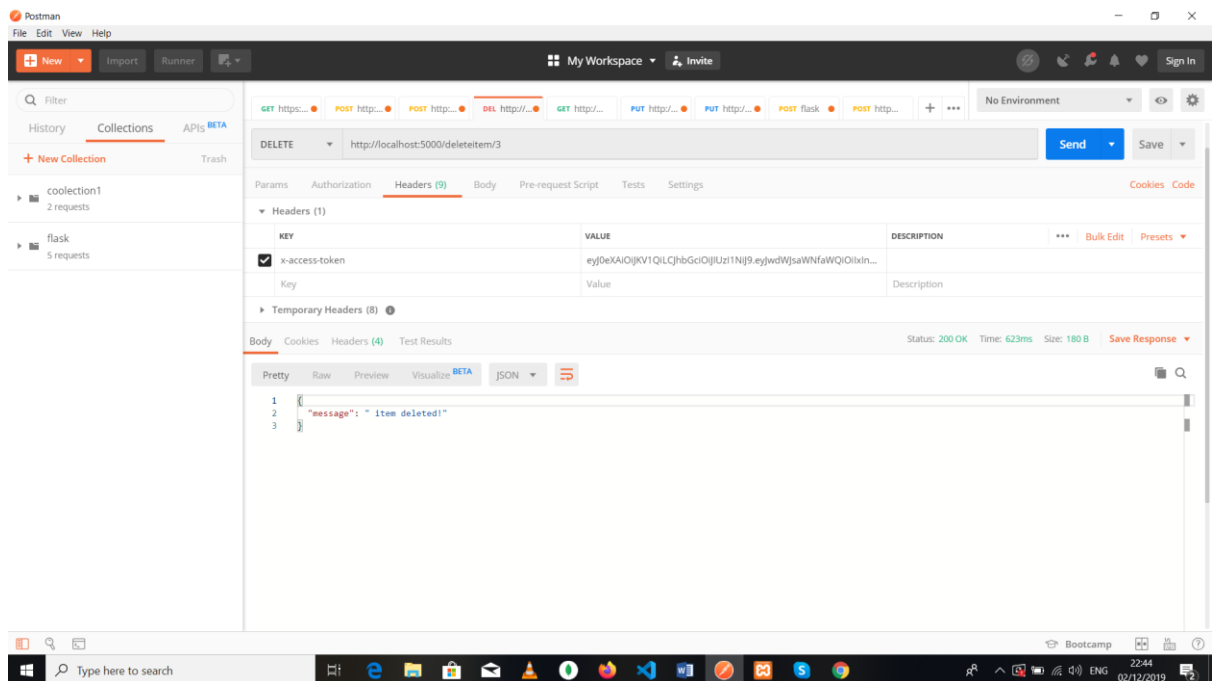 Postman
File Edit View Help
New Import Runner My Workspace Invite Sign In
Filter
History Collections APIs BETA
New Collection Trash
coolection1
2 requests
flask
5 requests
GET https:... POST http:... POST http:... DEL http://... GET http:/... PUT http:/... PUT http:/... POST flask POST http... No Environment
DELETE http://localhost:5000/deleteitem/3 Send Save
Params Authorization Headers (9) Body Pre-request Script Tests Settings Cookies Code
Headers (1)
KEY VALUE DESCRIPTION Bulk Edit Presets
x-access-token
Key Value Description
Temporary Headers (8)
Body Cookies Headers (4) Test Results Status: 200 OK Time: 623ms Size: 180 B Save Response
Pretty Raw Preview Visualize BETA JSON
1 {
2 "message": " item deleted!"
3 }
Bootcamp
Type here to search
ENG
22:44
02/12/2019